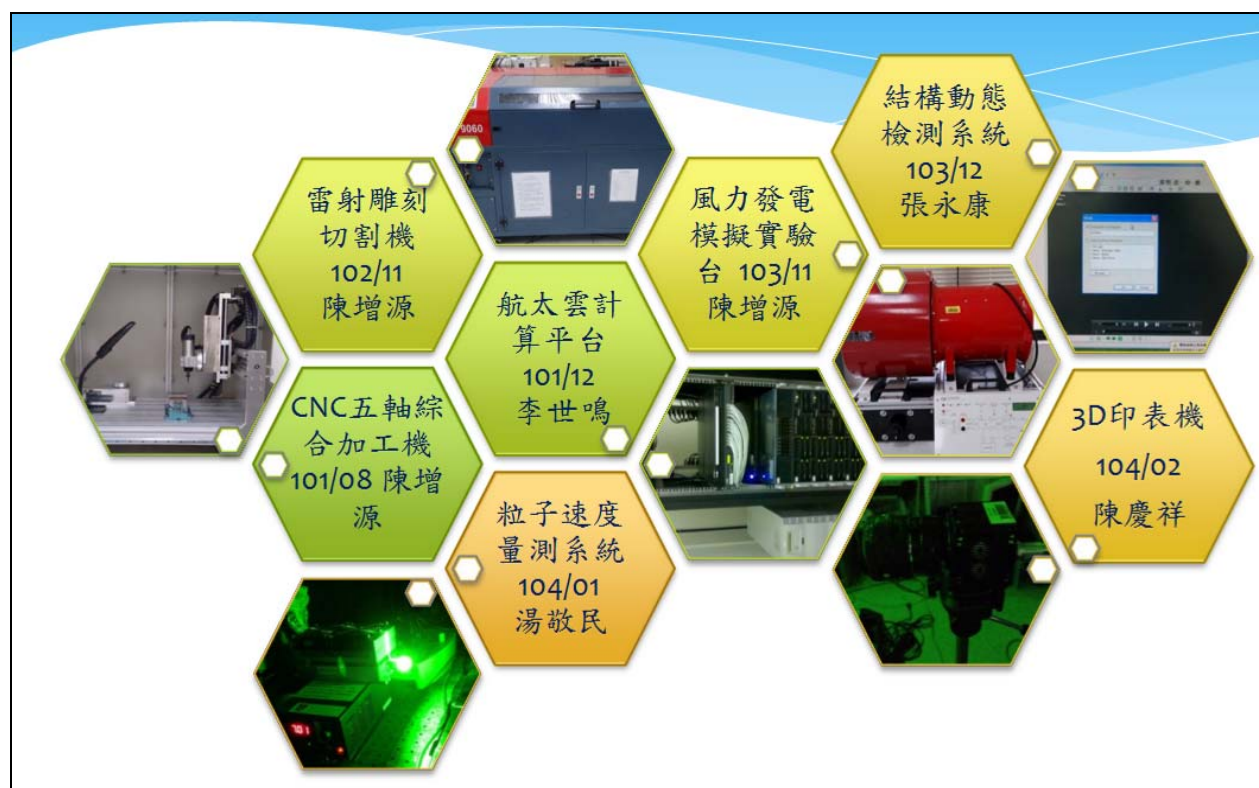 9060
結構動態
檢測系統
103/12
張永康
雷射雕刻
切割機
102/11
陳增源
風力發電
模擬實驗
台 103/11
陳增源
航太雲計
算平台
101/12
李世鳴
CNC五軸綜
合加工機
101/08 陳增
源
3D印表機
104/02
陳慶祥
粒子速度
量測系統
104/01
湯敬民